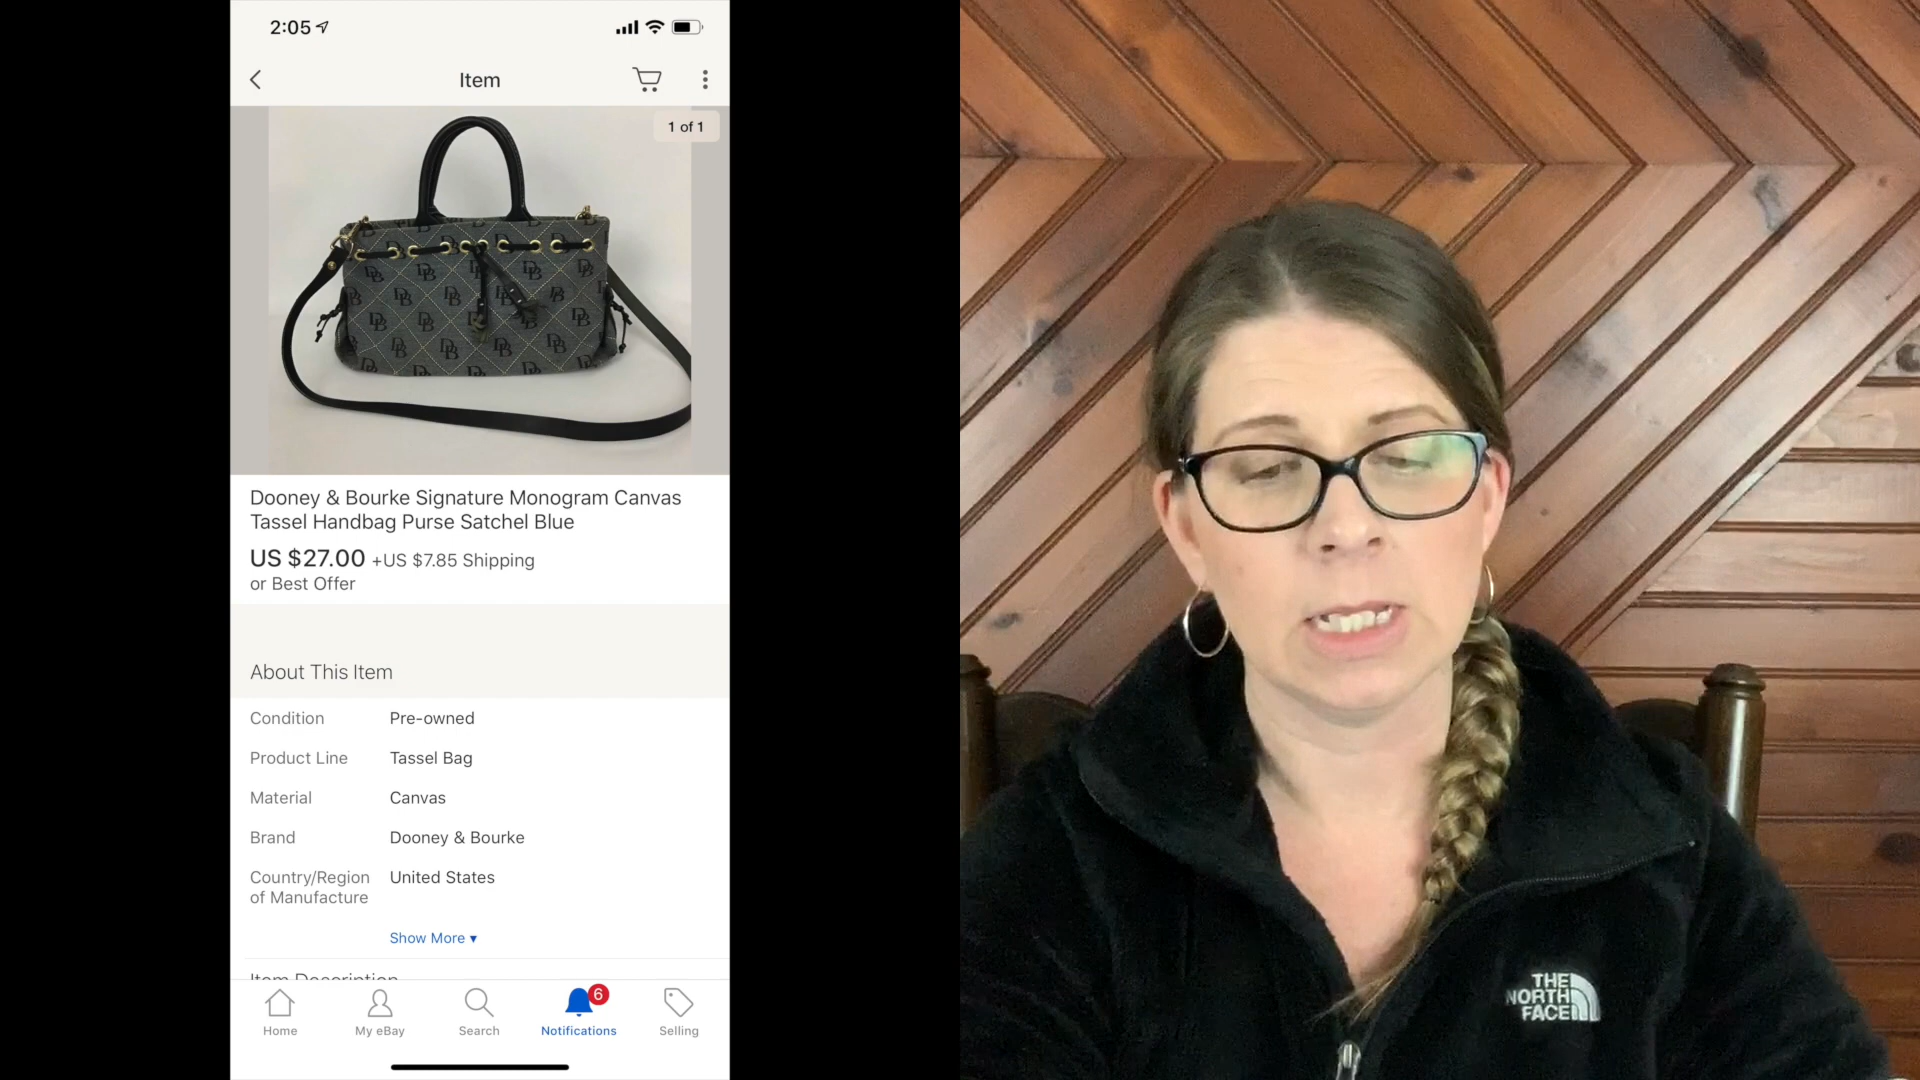 2:05
Item
1 of 1
Dooney & Bourke Signature Monogram Canvas
Tassel Handbag Purse Satchel Blue
US $27.00 +US $7.85 Shipping
or Best Offer
About This Item
Condition Pre-owned
Product Line Tassel Bag
Material Canvas
Brand Dooney & Bourke
Country/Region United States
of Manufacture
Show More ▾
Item Description
6
Home My eBay Search Notifications Selling
THE
NORTH
FACE